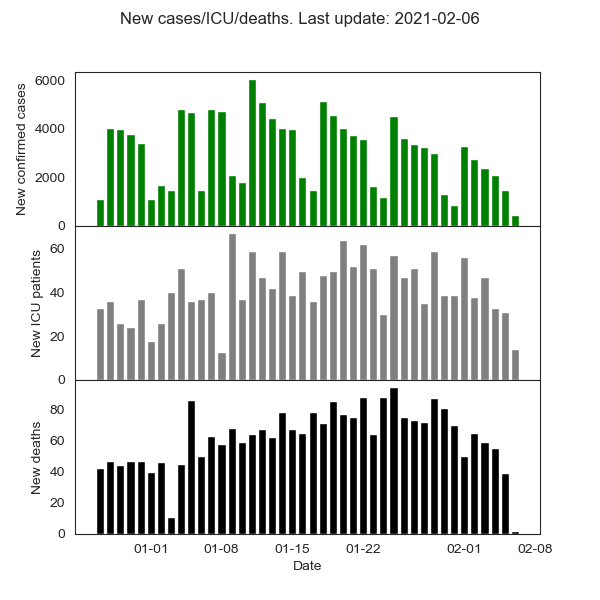 New cases/ICU/deaths. Last update: 2021-02-06
New confirmed cases
6000
4000
2000
0
New ICU patients
60
40
20
0
New deaths
80
60
40
20
0
01-01 01-08 01-15 01-22 02-01 02-08
Date